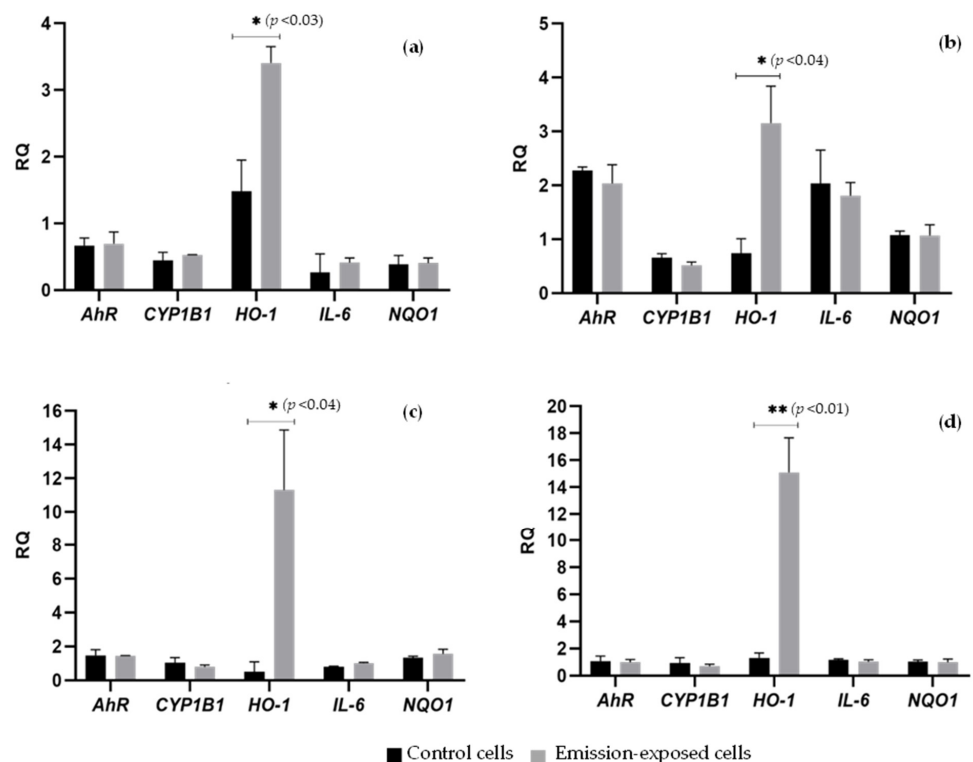 * (p <0.03)
(a)
4
3
2
1
0
RQ
AhR CYP1B1 HO-1 IL-6 NQO1
* (p <0.04)
(b)
5
4
3
2
1
0
RQ
AhR CYP1B1 HO-1 IL-6 NQO1
* (p <0.04)
(c)
16
14
12
10
8
6
4
2
0
RQ
AhR CYP1B1 HO-1 IL-6 NQO1
** (p <0.01)
(d)
20
18
16
14
12
10
8
6
4
2
0
RQ
AhR CYP1B1 HO-1 IL-6 NQO1
Control cells Emission-exposed cells